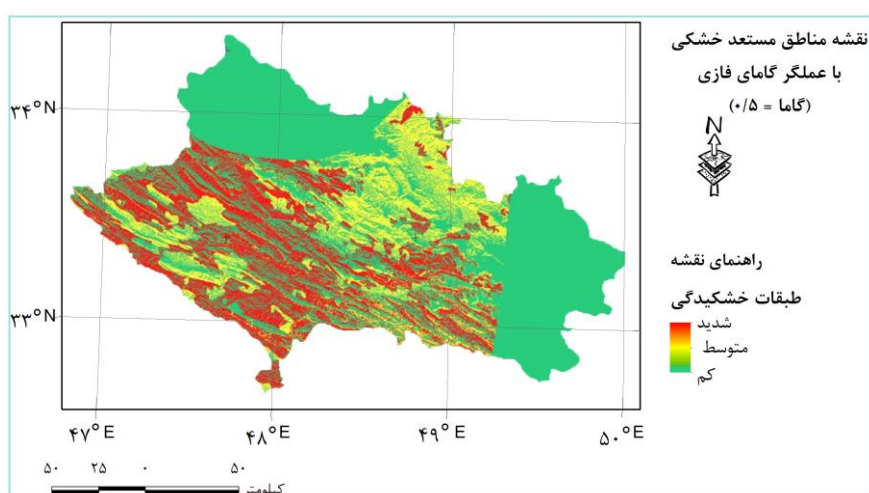 نقشه مناطق مستعد خشکی
با عملگر گامای فازی
(گاما = ۰/۵)
N
راهنمای نقشه
طبقات خشکیدگی
شدید
متوسط
کم
۳۴°N
۳۳°N
۴۷°E
۴۸°E
۴۹°E
۵۰°E
۵۰ ۲۵ ۰ ۵۰
کیلومتر